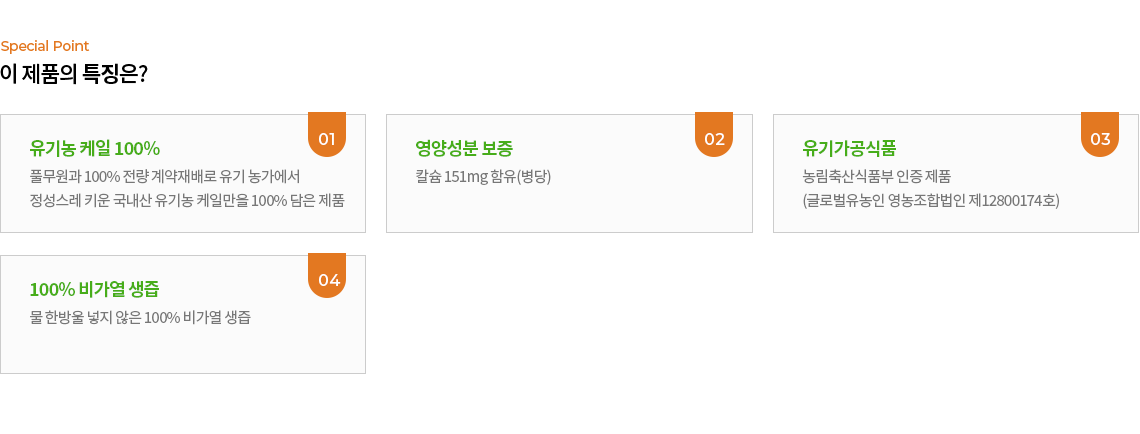 Special Point
이 제품의 특징은?
01
유기농 케일 100%
풀무원과 100% 전량 계약재배로 유기 농가에서
정성스레 키운 국내산 유기농 케일만을 100% 담은 제품
02
영양성분 보증
칼슘 151mg 함유(병당)
03
유기가공식품
농림축산식품부 인증 제품
(글로벌유농인 영농조합법인 제12800174호)
04
100% 비가열 생즙
물 한방울 넣지 않은 100% 비가열 생즙